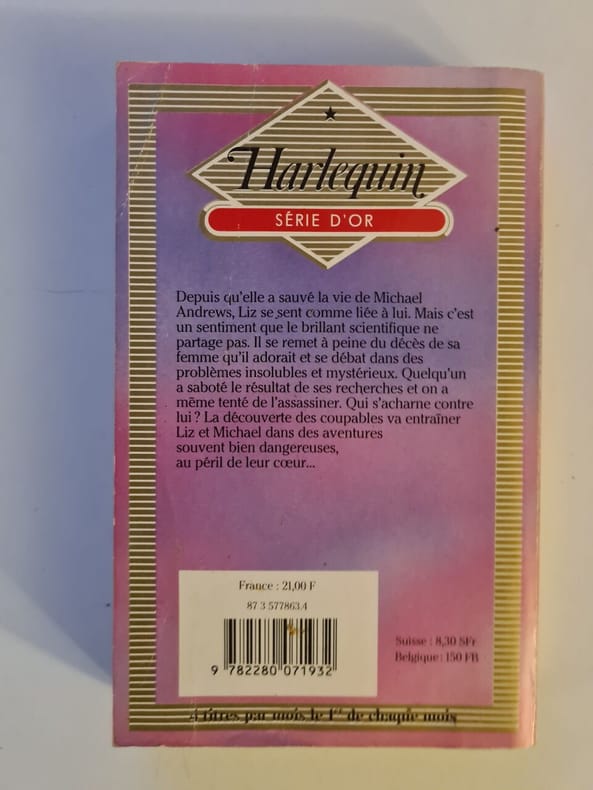 Harlequin
SÉRIE D'OR
Depuis qu'elle a sauvé la vie de Michael
Andrews, Liz se sent comme liée à lui. Mais c'est
un sentiment que le brillant scientifique ne
partage pas. Il se remet à peine du décès de sa
femme qu'il adorait et se débat dans des
problèmes insolubles et mystérieux. Quelqu'un
a saboté le résultat de ses recherches et on a
même tenté de l'assassiner. Qui s'acharne contre
lui ? La découverte des coupables va entraîner
Liz et Michael dans des aventures
souvent bien dangereuses,
au péril de leur cœur...
France : 21,00 F
87 3 577863.4
9 782280 071932
Suisse : 8,30 SFr
Belgique : 150 FB
4 titres par mois le 1er de chaque mois